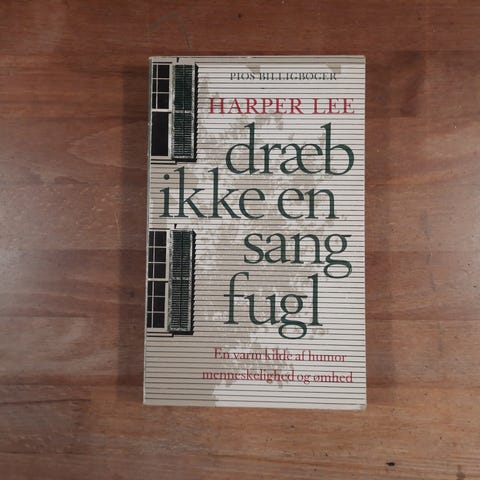 PIOS BILLIGBØGER
HARPER LEE
dræb
ikke en
sang
fugl
En varm kilde af humor
menneskelighed og ømhed